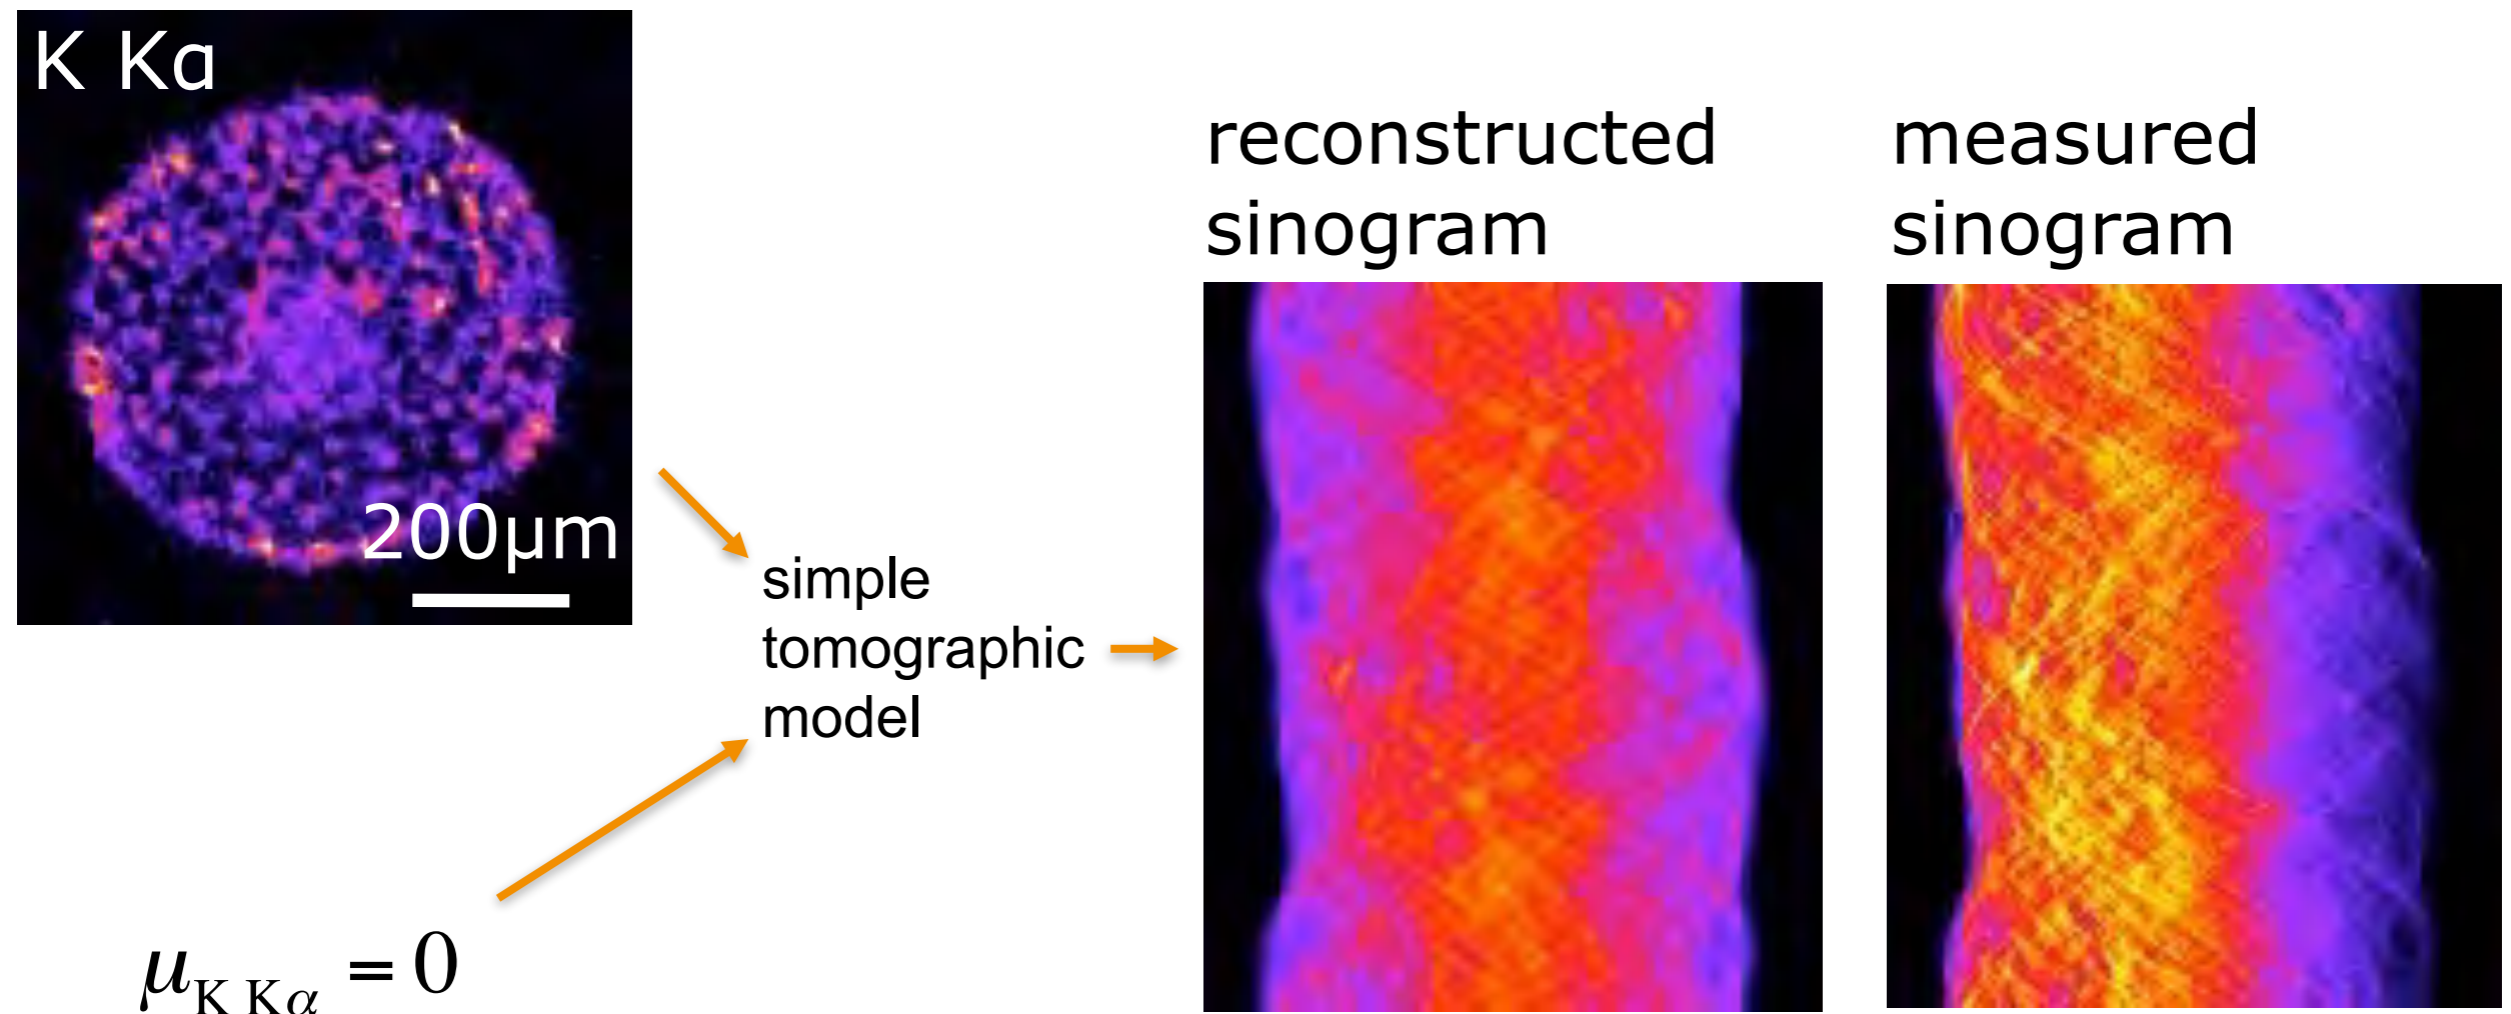 K Kα
200µm
reconstructed
sinogram
measured
sinogram
simple
tomographic
model
μK Kα = 0